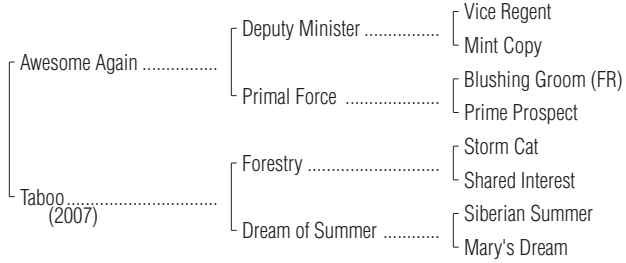 Vice Regent
Deputy Minister ................
Mint Copy
Awesome Again ................
Blushing Groom (FR)
Primal Force ....................
Prime Prospect
Storm Cat
Forestry ............................
Shared Interest
Taboo................................
(2007)
Siberian Summer
Dream of Summer ............
Mary's Dream